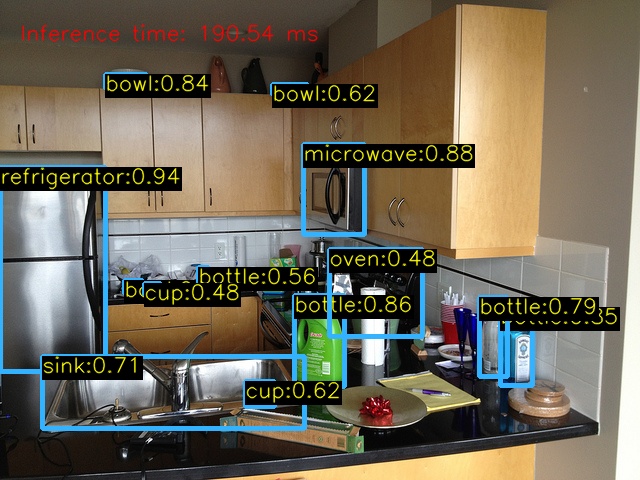 Inference time: 190.54 ms
bowl:0.84
bowl:0.62
microwave:0.88
refrigerator:0.94
oven:0.48
bottle:0.56
cup:0.48
bottle:0.86
bottle:0.79
sink:0.71
cup:0.62